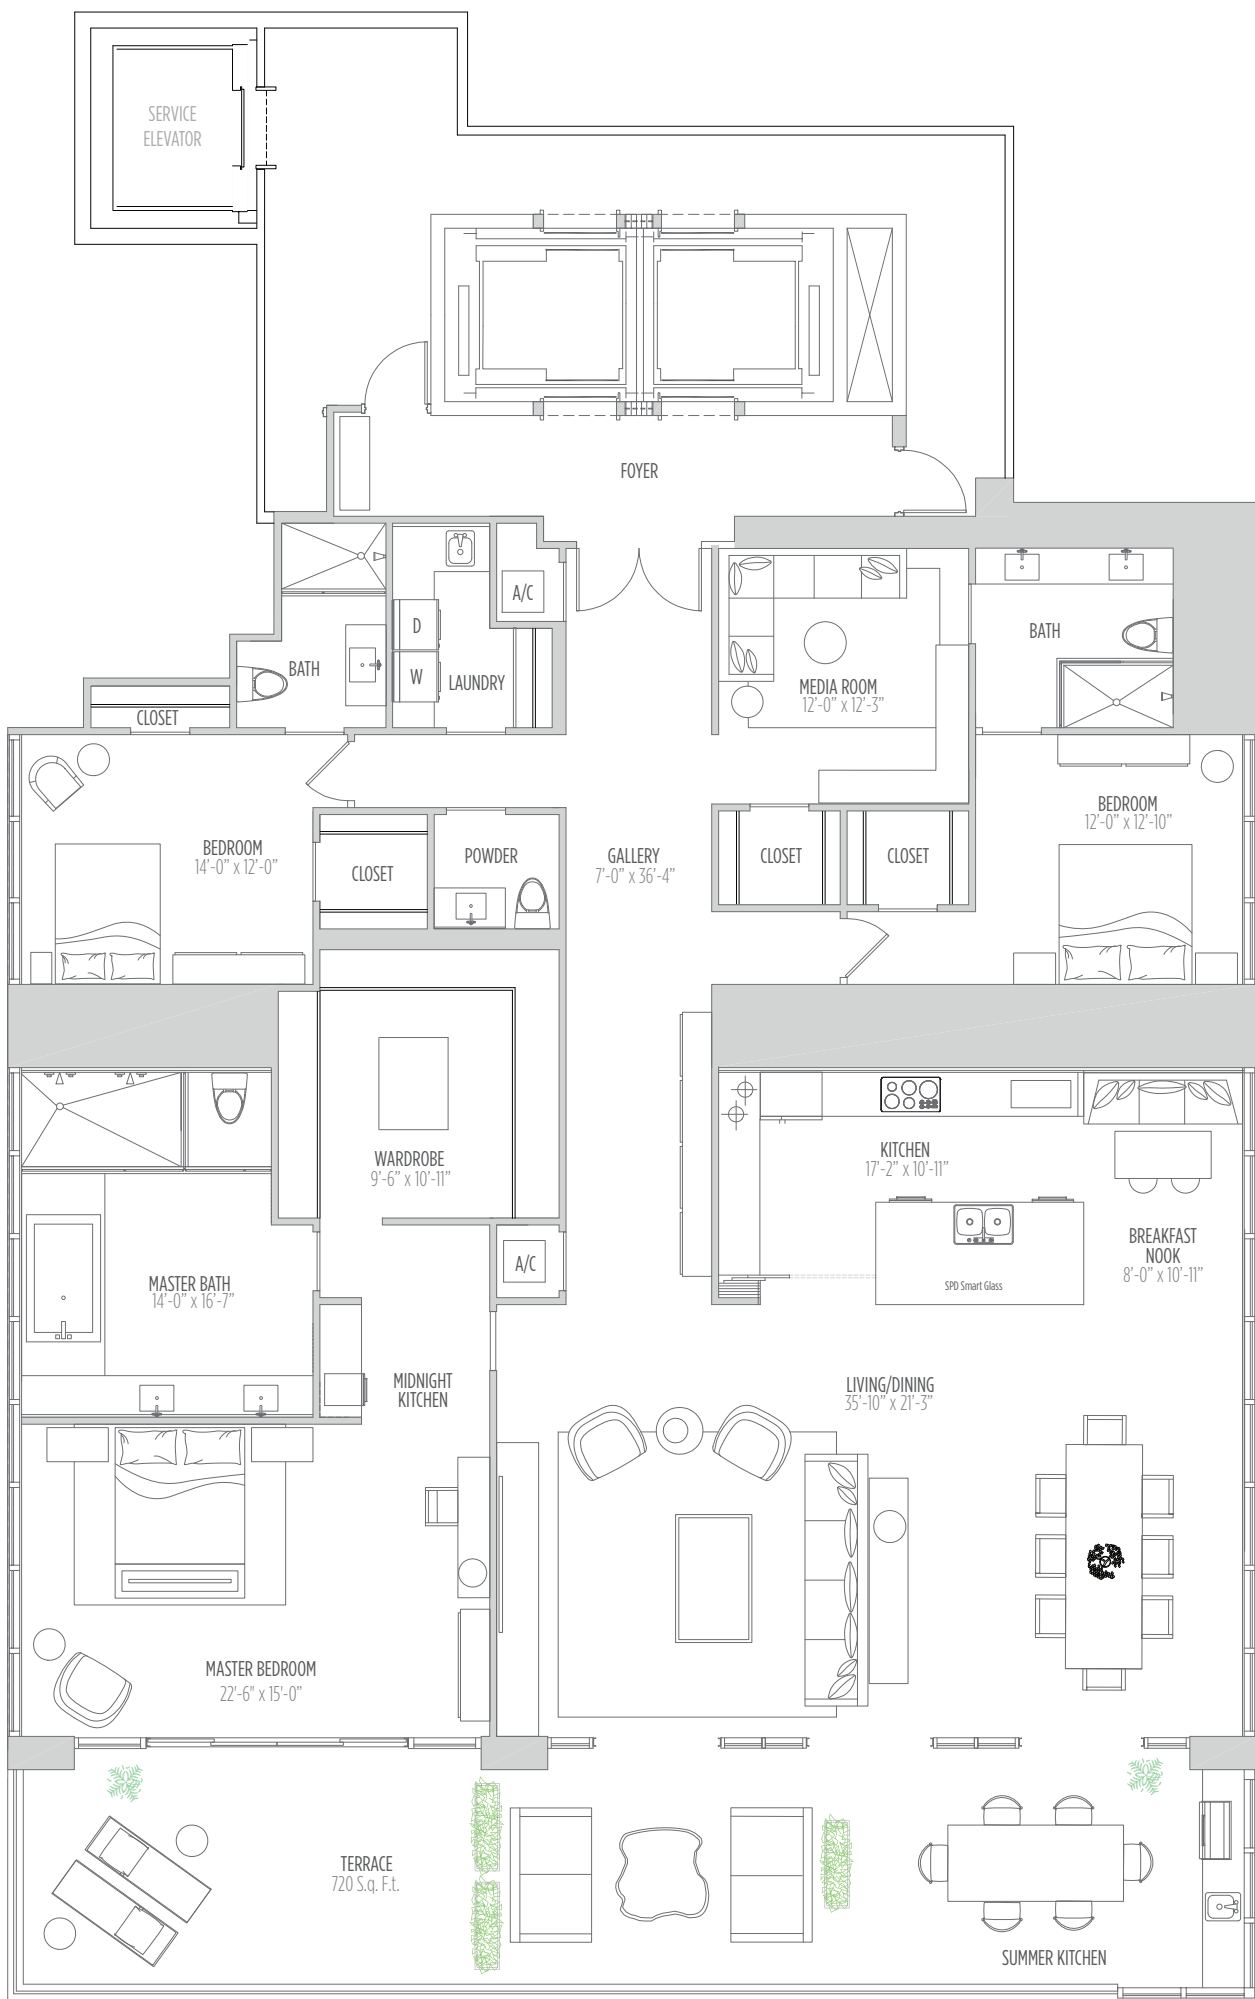 SERVICE
ELEVATOR
FOYER
A/C
D
W
LAUNDRY
BATH
CLOSET
MEDIA ROOM
12'-0" x 12'-3"
BATH
BEDROOM
14'-0" x 12'-0"
CLOSET
POWDER
GALLERY
7'-0" x 36'-4"
CLOSET
CLOSET
BEDROOM
12'-0" x 12'-10"
WARDROBE
9'-6" x 10'-11"
KITCHEN
17'-2" x 10'-11"
BREAKFAST
NOOK
8'-0" x 10'-11"
A/C
MASTER BATH
14'-0" x 16'-7"
SPD Smart Glass
MIDNIGHT
KITCHEN
LIVING/DINING
35'-10" x 21'-3"
MASTER BEDROOM
22'-6" x 15'-0"
TERRACE
720 S.q. F.t.
SUMMER KITCHEN